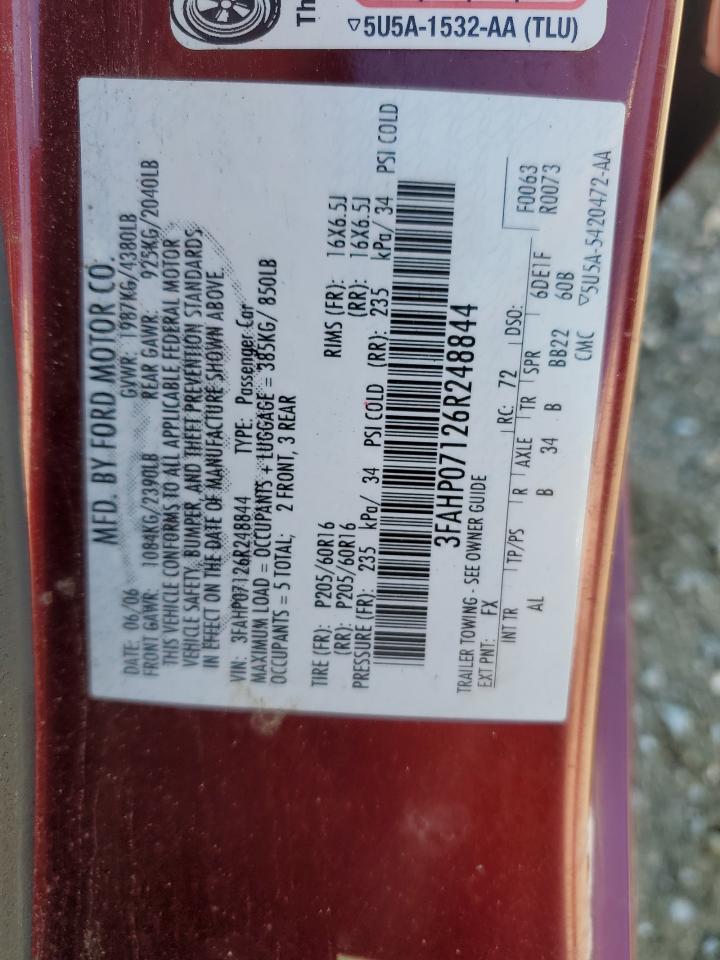 Th
▽5U5A-1532-AA (TLU)
MFD. BY FORD MOTOR CO.
DATE: 06/06 GVWR: 1987KG/4380LB
FRONT GAWR: 1084KG/2390LB REAR GAWR: 925KG/2040LB
THIS VEHICLE CONFORMS TO ALL APPLICABLE FEDERAL MOTOR
VEHICLE SAFETY, BUMPER, AND THEFT PREVENTION STANDARDS
IN EFFECT ON THE DATE OF MANUFACTURE SHOWN ABOVE.
VIN: 3FAHP07126R248844 TYPE: Passenger Car
MAXIMUM LOAD = OCCUPANTS + LUGGAGE = 385KG/ 850LB
OCCUPANTS = 5 TOTAL; 2 FRONT, 3 REAR
TIRE (FR): P205/60R16 RIMS (FR): 16X6.5J
(RR): P205/60R16 (RR): 16X6.5J
PRESSURE (FR): 235 kPa/ 34 PSI COLD (RR): 235 kPa/ 34 PSI COLD
3FAHP07126R248844
TRAILER TOWING - SEE OWNER GUIDE
EXT PNT: FX RC: 72 DSO: F0063
R0073
INT TR TP/PS R AXLE TR SPR 6DE1F
AL B 34 B BB22 60B
CMC ▽5U5A-5420472-AA